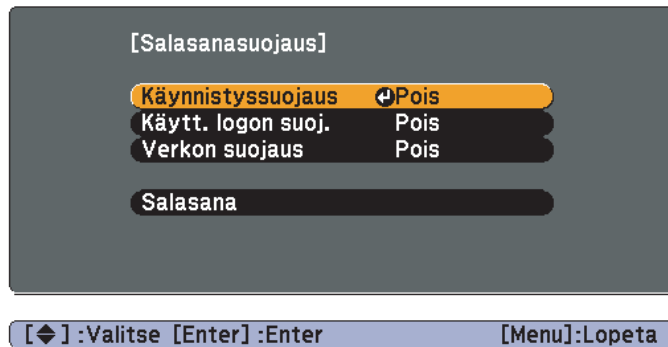 [Salasanasuojaus]
Käynnistyssuojaus Pois
Käytt. logon suoj. Pois
Verkon suojaus Pois
Salasana
[◆] :Valitse [Enter] :Enter [Menu]:Lopeta